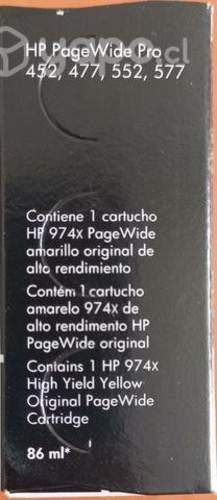 yapo.cl
HP PageWide Pro
452, 477, 552, 577
Contiene 1 cartucho
HP 974x PageWide
amarillo original de
alto rendimiento
Contém 1 cartucho
amarelo 974x de
alto rendimento HP
PageWide original
Contains 1 HP 974x
High Yield Yellow
Original PageWide
Cartridge
86 ml*